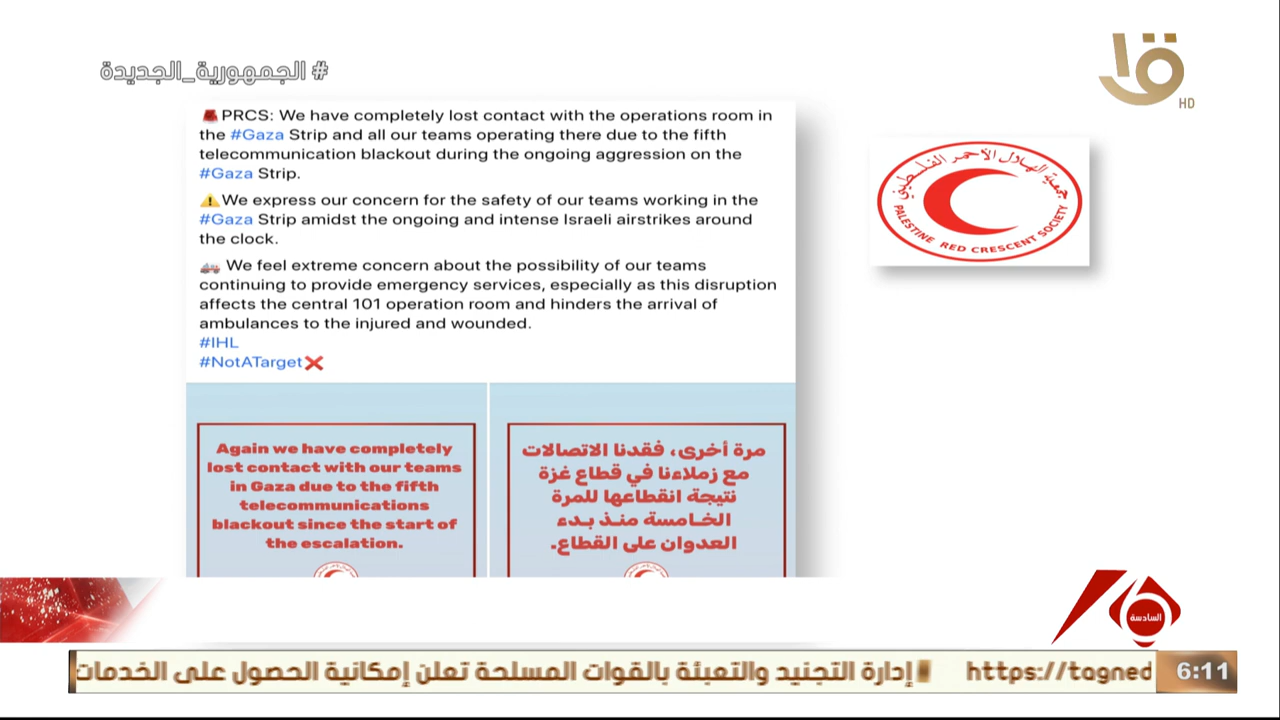 # الجمهورية_الجديدة
HD
PRCS: We have completely lost contact with the operations room in
the #Gaza Strip and all our teams operating there due to the fifth
telecommunication blackout during the ongoing aggression on the
#Gaza Strip.
⚠️We express our concern for the safety of our teams working in the
#Gaza Strip amidst the ongoing and intense Israeli airstrikes around
the clock.
🚑 We feel extreme concern about the possibility of our teams
continuing to provide emergency services, especially as this disruption
affects the central 101 operation room and hinders the arrival of
ambulances to the injured and wounded.
#IHL
#NotATarget❌
جمعية الهلال الأحمر الفلسطيني
PALESTINE RED CRESCENT SOCIETY
Again we have completely
lost contact with our teams
in Gaza due to the fifth
telecommunications
blackout since the start of
the escalation.
مرة أخرى، فقدنا الاتصالات
مع زملاءنا في قطاع غزة
نتيجة انقطاعها للمرة
الخامسة منذ بدء
العدوان على القطاع.
السادسة
إدارة التجنيد والتعبئة بالقوات المسلحة تعلن إمكانية الحصول على الخدمات
https://tagned
6:11